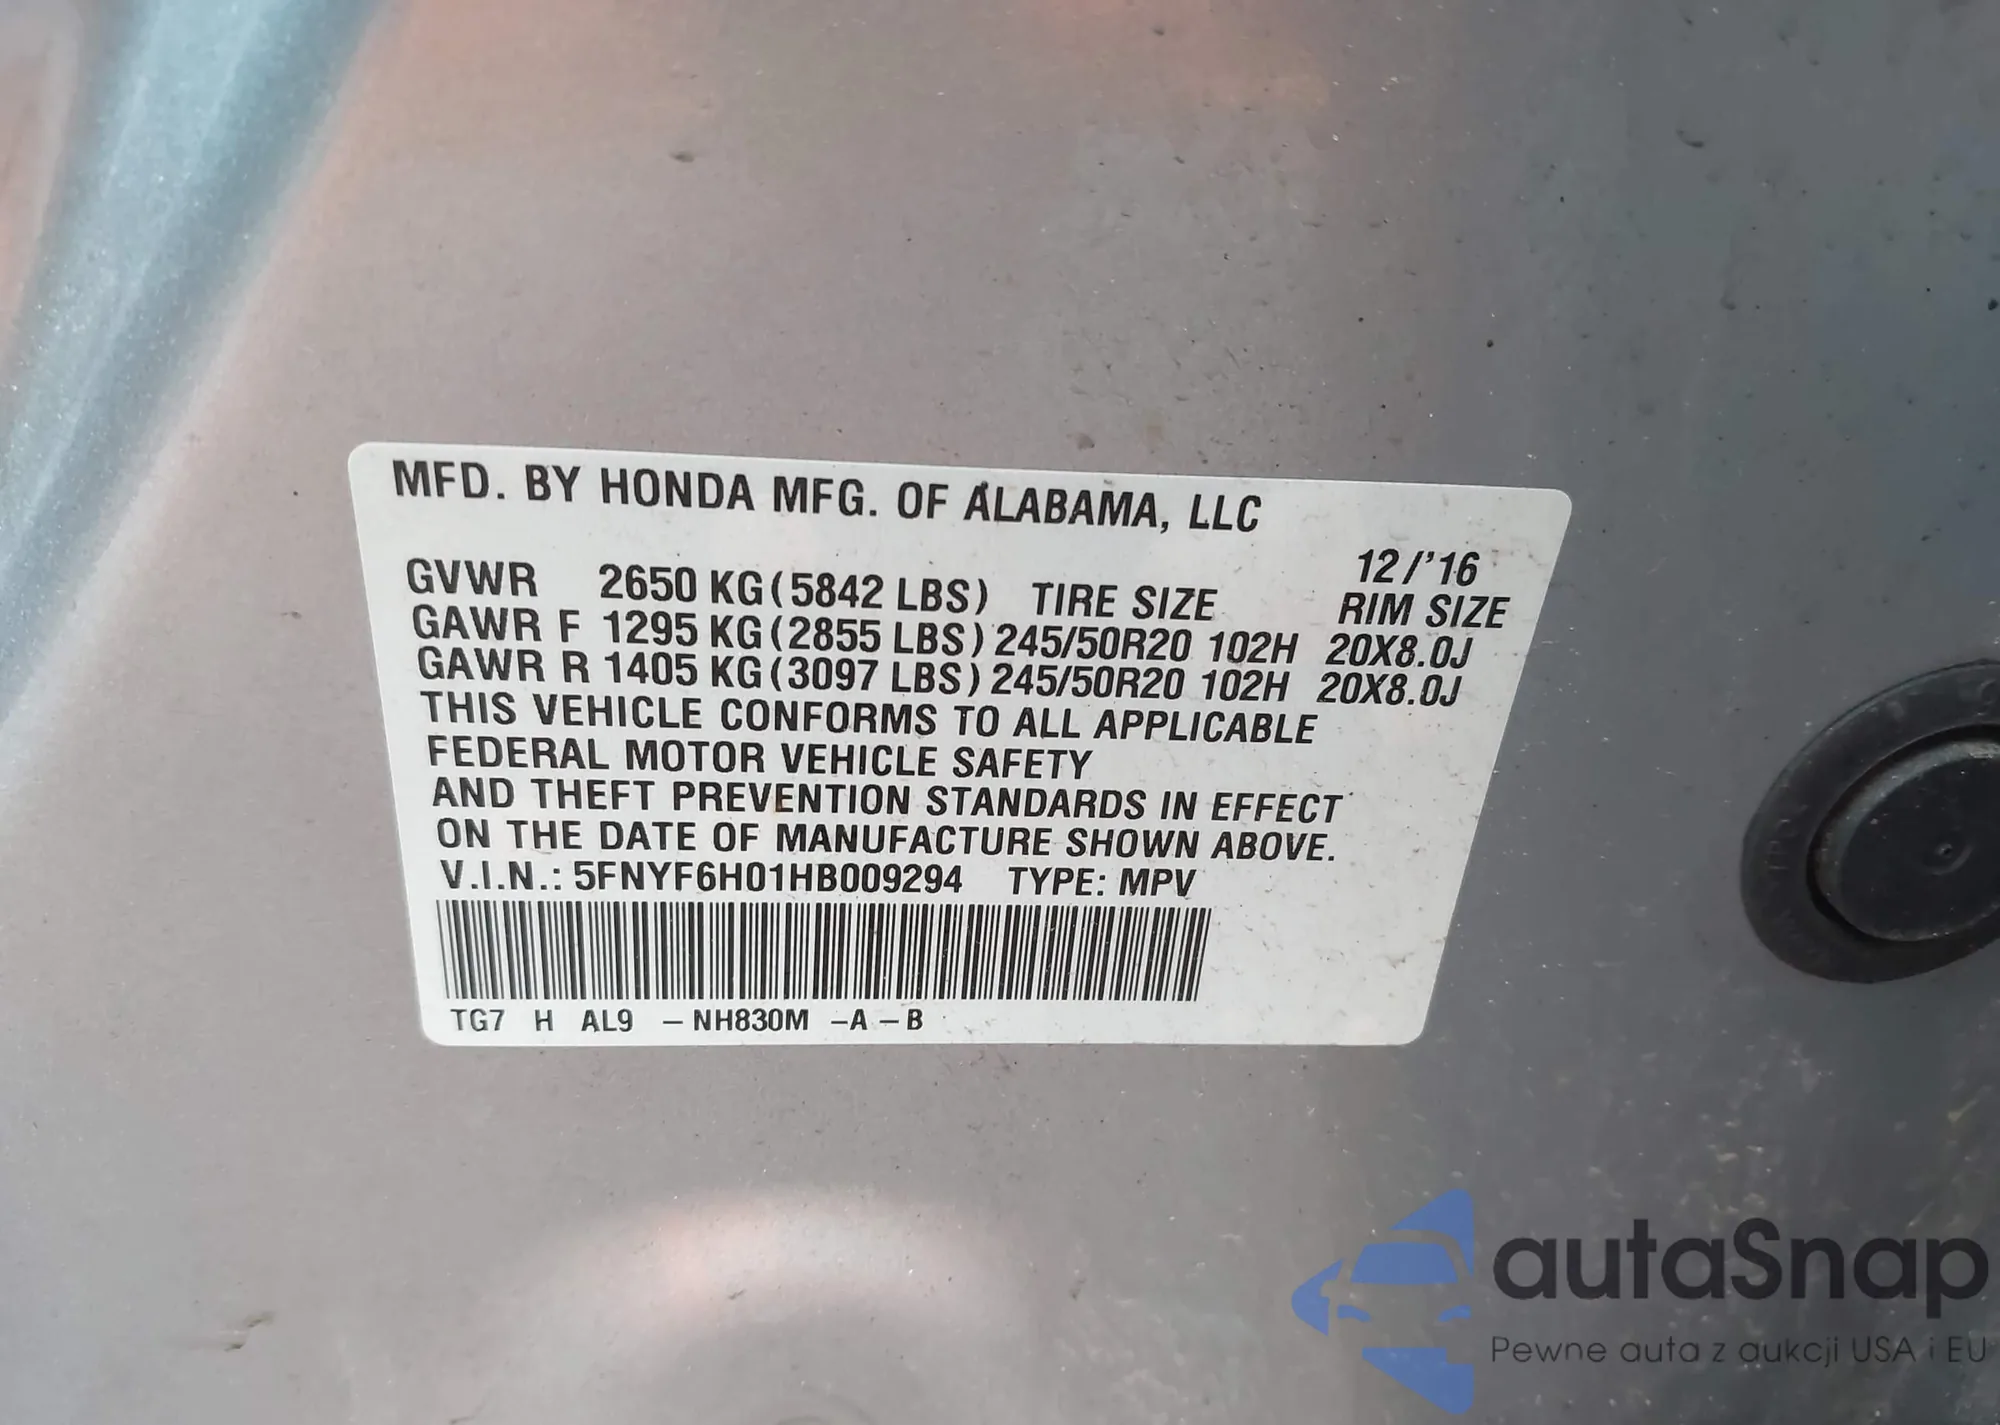 MFD. BY HONDA MFG. OF ALABAMA, LLC
12/'16
GVWR 2650 KG (5842 LBS) TIRE SIZE RIM SIZE
GAWR F 1295 KG (2855 LBS) 245/50R20 102H 20X8.0J
GAWR R 1405 KG (3097 LBS) 245/50R20 102H 20X8.0J
THIS VEHICLE CONFORMS TO ALL APPLICABLE
FEDERAL MOTOR VEHICLE SAFETY
AND THEFT PREVENTION STANDARDS IN EFFECT
ON THE DATE OF MANUFACTURE SHOWN ABOVE.
V.I.N.: 5FNYF6H01HB009294 TYPE: MPV
TG7 H AL9 – NH830M –A – B
autaSnap
Pewne auta z aukcji USA i EU